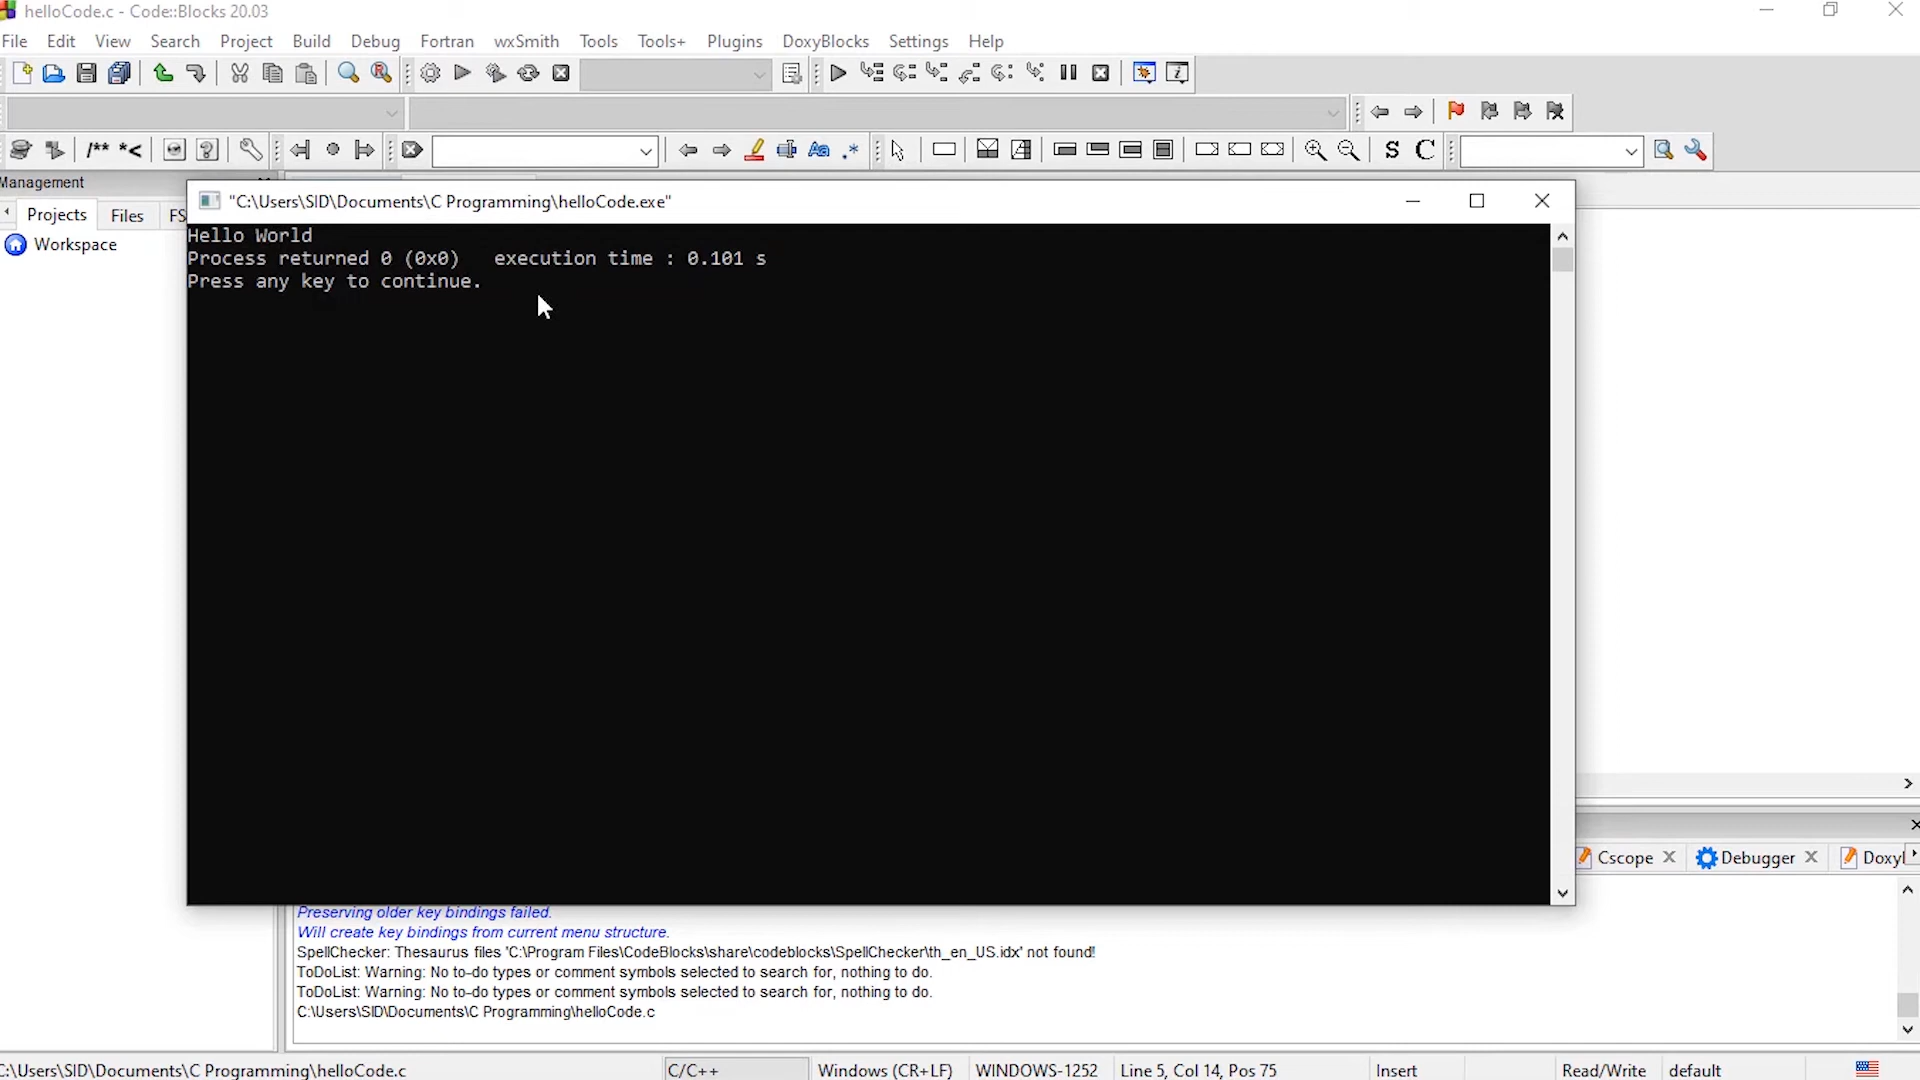 helloCode.c - Code::Blocks 20.03
File Edit View Search Project Build Debug Fortran wxSmith Tools Tools+ Plugins DoxyBlocks Settings Help
/** *< Aa .* S C
Management
Projects Files FS
Workspace
"C:\Users\SID\Documents\C Programming\helloCode.exe"
Hello World
Process returned 0 (0x0)   execution time : 0.101 s
Press any key to continue.
Cscope Debugger Doxyl
Preserving older key bindings failed.
Will create key bindings from current menu structure.
SpellChecker: Thesaurus files 'C:\Program Files\CodeBlocks\share\codeblocks\SpellChecker\th_en_US.idx' not found!
ToDoList: Warning: No to-do types or comment symbols selected to search for, nothing to do.
ToDoList: Warning: No to-do types or comment symbols selected to search for, nothing to do.
C:\Users\SID\Documents\C Programming\helloCode.c
C:\Users\SID\Documents\C Programming\helloCode.c C/C++ Windows (CR+LF) WINDOWS-1252 Line 5, Col 14, Pos 75 Insert Read/Write default